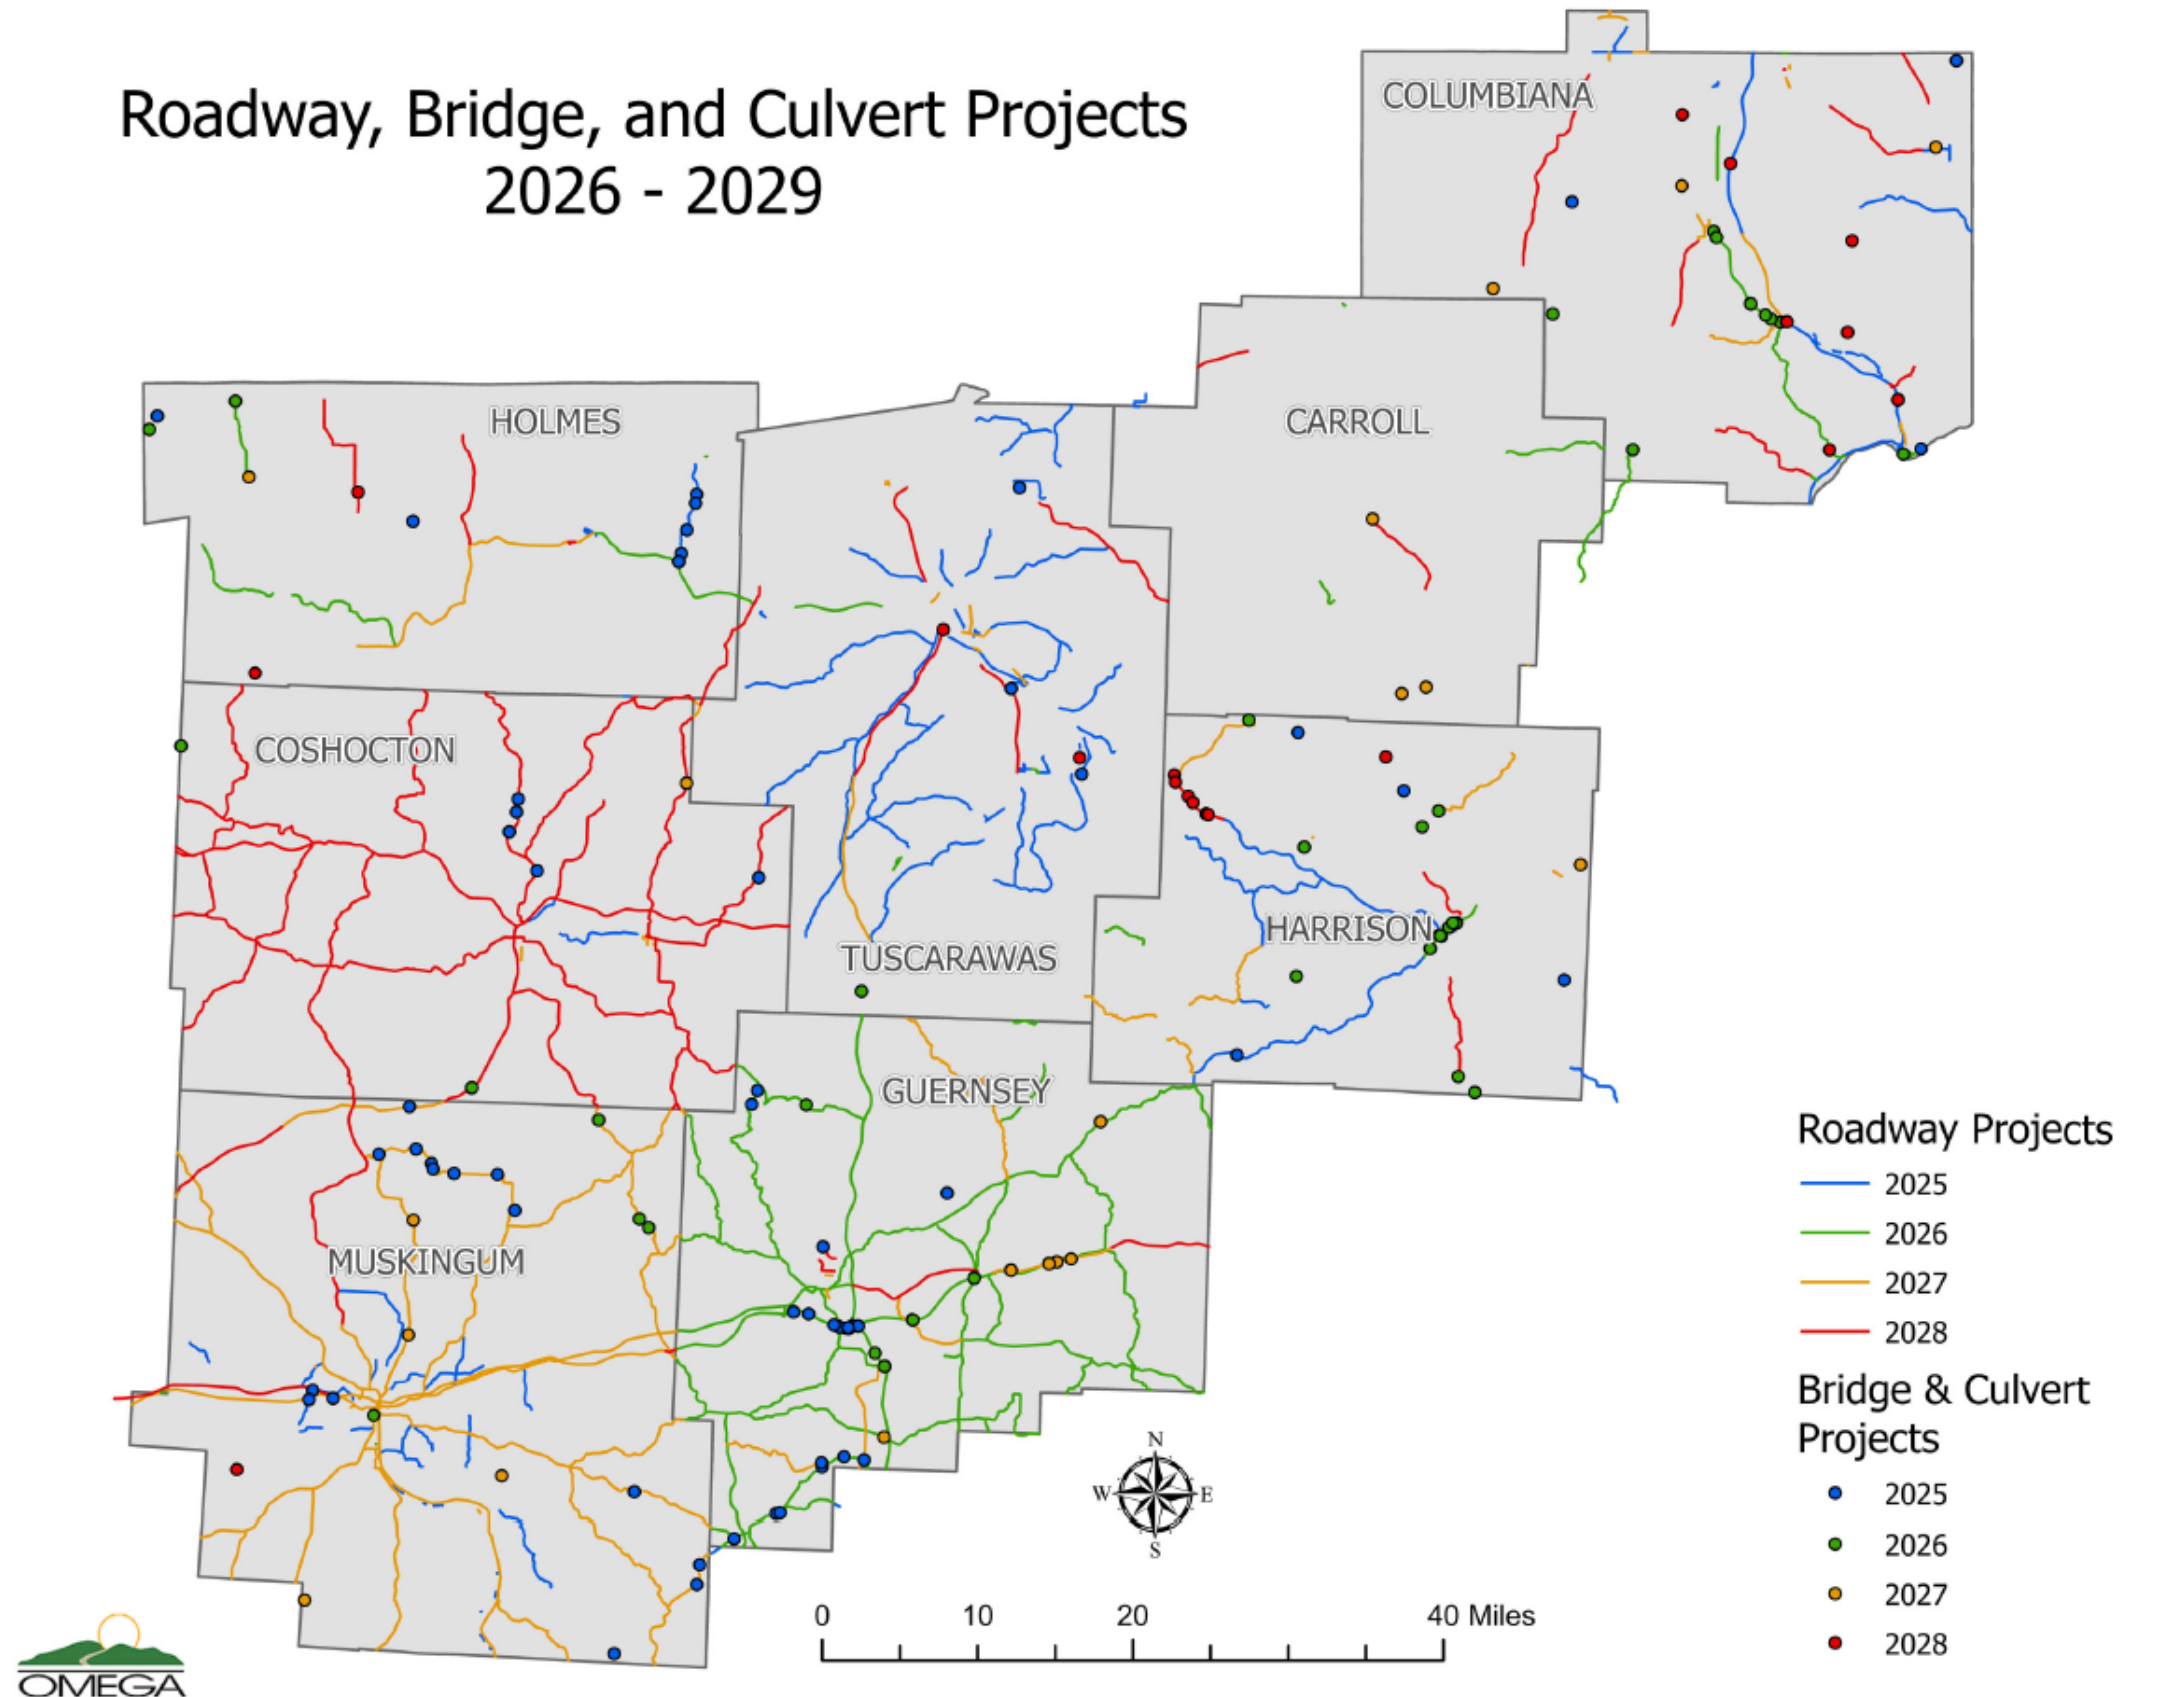 Roadway, Bridge, and Culvert Projects
2026 - 2029
COLUMBIANA
HOLMES
CARROLL
COSHOCTON
HARRISON
TUSCARAWAS
GUERNSEY
MUSKINGUM
Roadway Projects
2025
2026
2027
2028
Bridge & Culvert
Projects
2025
2026
2027
2028
N
W E
S
0 10 20 40 Miles
OMEGA